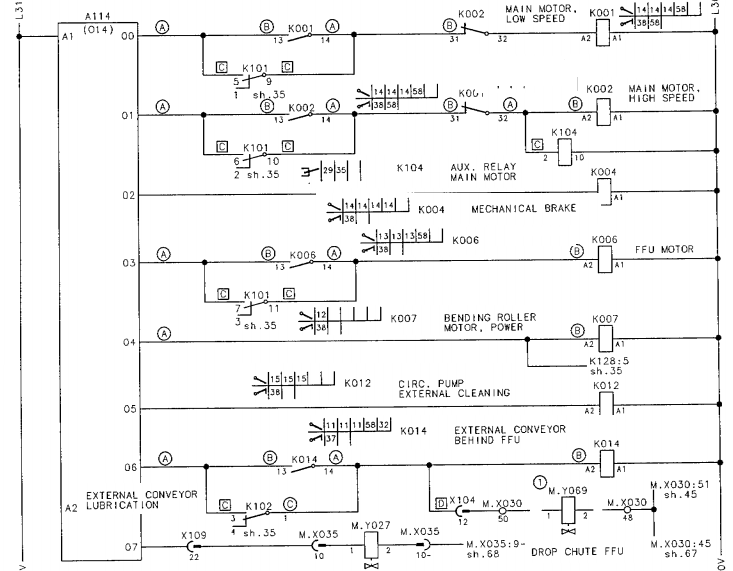 L31
A114
(014)
A1
00
A
B
K001
A
13
14
B
K002
31
32
MAIN MOTOR,
LOW SPEED
K001
A2
A1
14 14 14 58
38 58
C
K101
C
5
9
1
sh.35
14 14 14 58
38 58
01
A
B
K002
A
13
14
B
A
31
32
B
K002
A2
A1
MAIN MOTOR,
HIGH SPEED
C
K101
C
6
10
2 sh.35
C
K104
2
10
29 35
K104
AUX. RELAY
MAIN MOTOR
02
K004
A1
14 14 14 14
38
K004
MECHANICAL BRAKE
13 13 13 58
38
K006
03
A
B
K006
A
13
14
B
K006
A2
A1
FFU MOTOR
C
K101
C
7
11
3
sh.35
12
38
K007
BENDING ROLLER
MOTOR, POWER
04
A
B
K007
A2
A1
K128:5
sh.35
15 15 15
38
K012
CIRC. PUMP
EXTERNAL CLEANING
05
K012
A2
A1
11 11 11 58 32
37
K014
EXTERNAL CONVEYOR
BEHIND FFU
06
A
B
K014
A
13
14
B
K014
A2
A1
A2
EXTERNAL CONVEYOR
LUBRICATION
C
K102
C
3
1
4
sh.35
D
X104
12
M.X030
50
1
M.Y069
1
2
M.X030
48
M.X030:51
sh.45
M.X030:45
sh.67
07
X109
22
M.X035
10
M.Y027
1
2
M.X035
10-
M.X035:9-
sh.68
DROP CHUTE FFU
V
0V